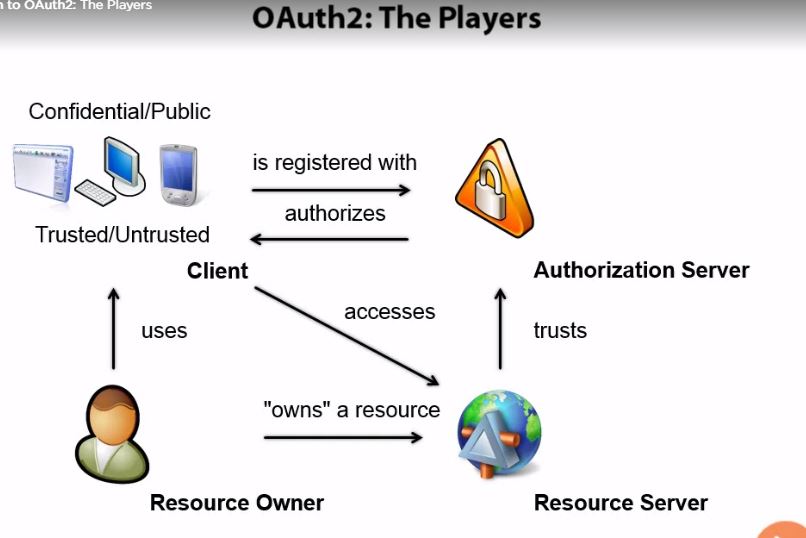 to OAuth2: The Players
OAuth2: The Players
Confidential/Public
is registered with
authorizes
Trusted/Untrusted
Client
Authorization Server
accesses
uses
trusts
"owns" a resource
Resource Owner
Resource Server